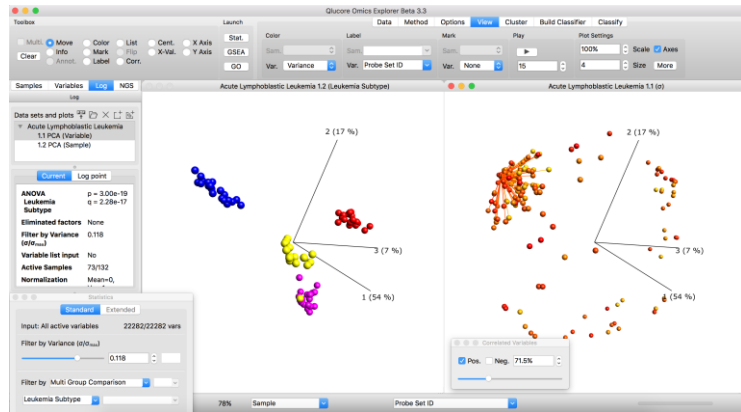 Qlucore Omics Explorer Beta 3.3
Toolbox
Launch
Data Method Options View Cluster Build Classifier Classify
Multi. Move Color List Cent. X Axis
Info Mark Flip X-Val. Y Axis
Clear Annot. Label Corr.
Stat.
GSEA
GO
Color
Sam.
Var. Variance
Label
Sam.
Var. Probe Set ID
Mark
Sam.
Var. None
Play
15
Plot Settings
100% Scale Axes
4 Size More
Samples Variables Log NGS
Log
Data sets and plots
Acute Lymphoblastic Leukemia
1.1 PCA (Variable)
1.2 PCA (Sample)
Current Log point
ANOVA p = 3.00e-19
Leukemia q = 2.28e-17
Subtype
Eliminated factors None
Filter by Variance 0.118
(σ/σmax)
Variable list input No
Active Samples 73/132
Normalization Mean=0,
Acute Lymphoblastic Leukemia 1.2 (Leukemia Subtype)
2 (17 %)
3 (7 %)
1 (54 %)
Acute Lymphoblastic Leukemia 1.1 (σ)
2 (17 %)
3 (7 %)
1 (54 %)
Statistics
Standard Extended
Input: All active variables 22282/22282 vars
Filter by Variance (σ/σmax)
0.118
Filter by Multi Group Comparison
Leukemia Subtype
Correlated Variables
Pos. Neg. 71.5%
78% Sample Probe Set ID